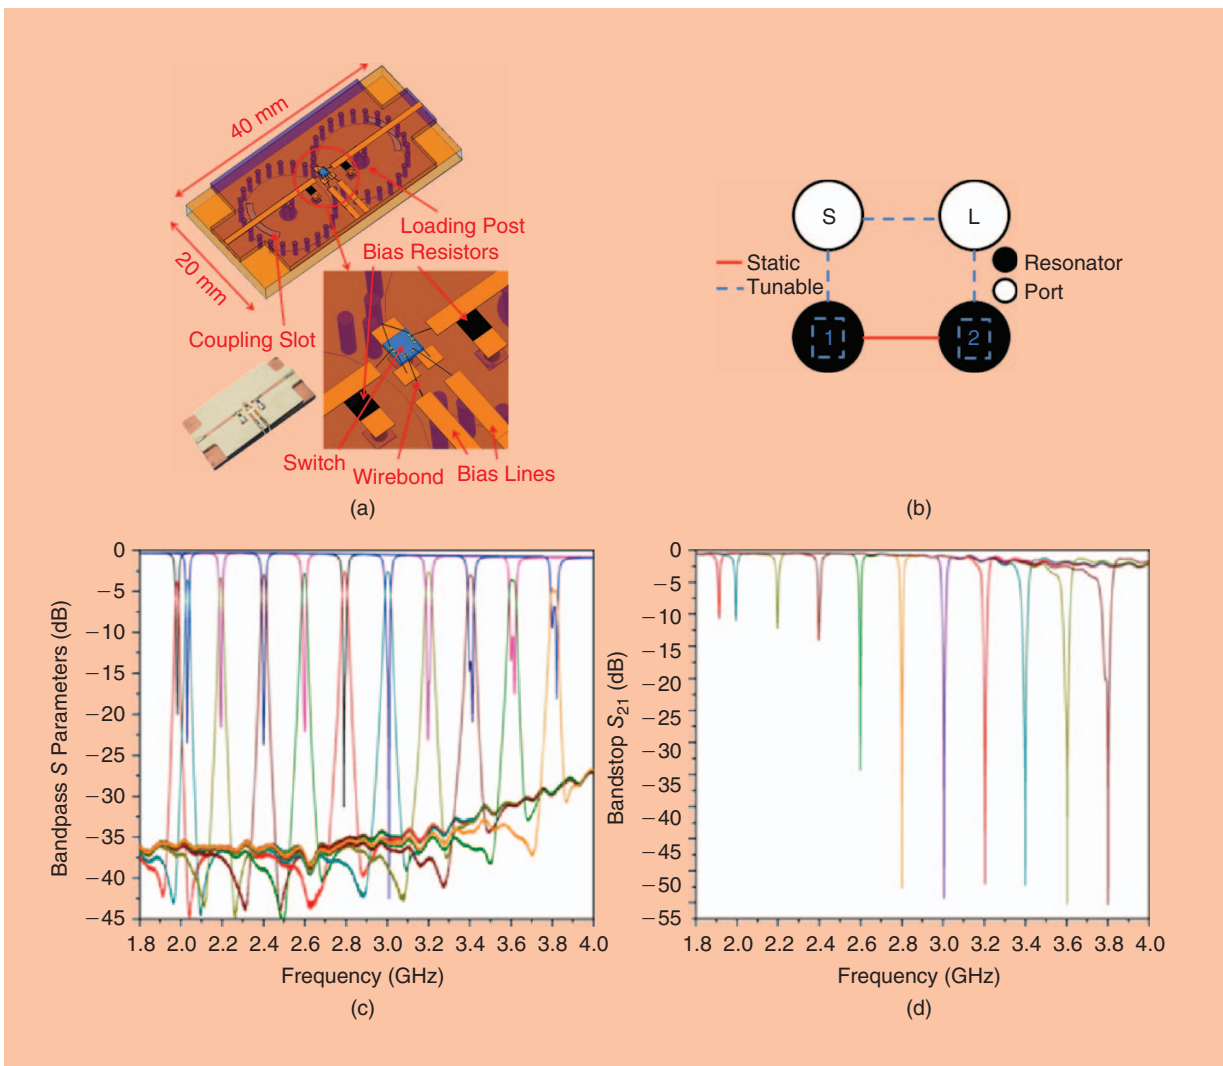 40 mm
20 mm
Loading Post
Bias Resistors
Coupling Slot
Switch
Wirebond
Bias Lines
(a)
S
L
Static
Tunable
Resonator
Port
1
2
(b)
Bandpass S Parameters (dB)
0
−5
−10
−15
−20
−25
−30
−35
−40
−45
1.8 2.0 2.2 2.4 2.6 2.8 3.0 3.2 3.4 3.6 3.8 4.0
Frequency (GHz)
(c)
Bandstop S21 (dB)
0
−5
−10
−15
−20
−25
−30
−35
−40
−45
−50
−55
1.8 2.0 2.2 2.4 2.6 2.8 3.0 3.2 3.4 3.6 3.8 4.0
Frequency (GHz)
(d)